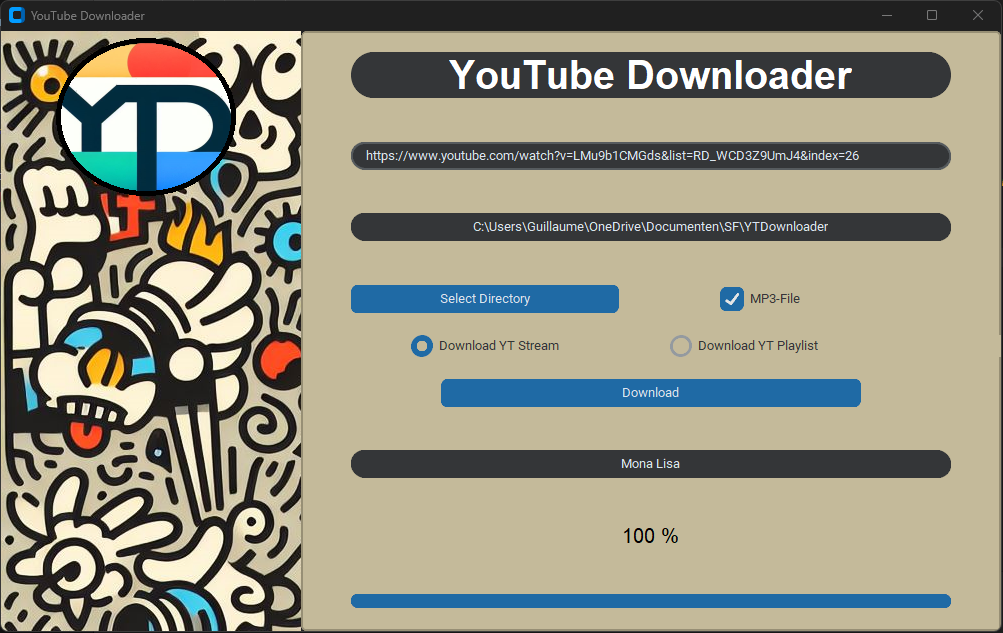 YouTube Downloader
YD
YouTube Downloader
https://www.youtube.com/watch?v=LMu9b1CMGds&list=RD_WCD3Z9UmJ4&index=26
C:\Users\Guillaume\OneDrive\Documenten\SF\YTDownloader
Select Directory
MP3-File
Download YT Stream
Download YT Playlist
Download
Mona Lisa
100 %